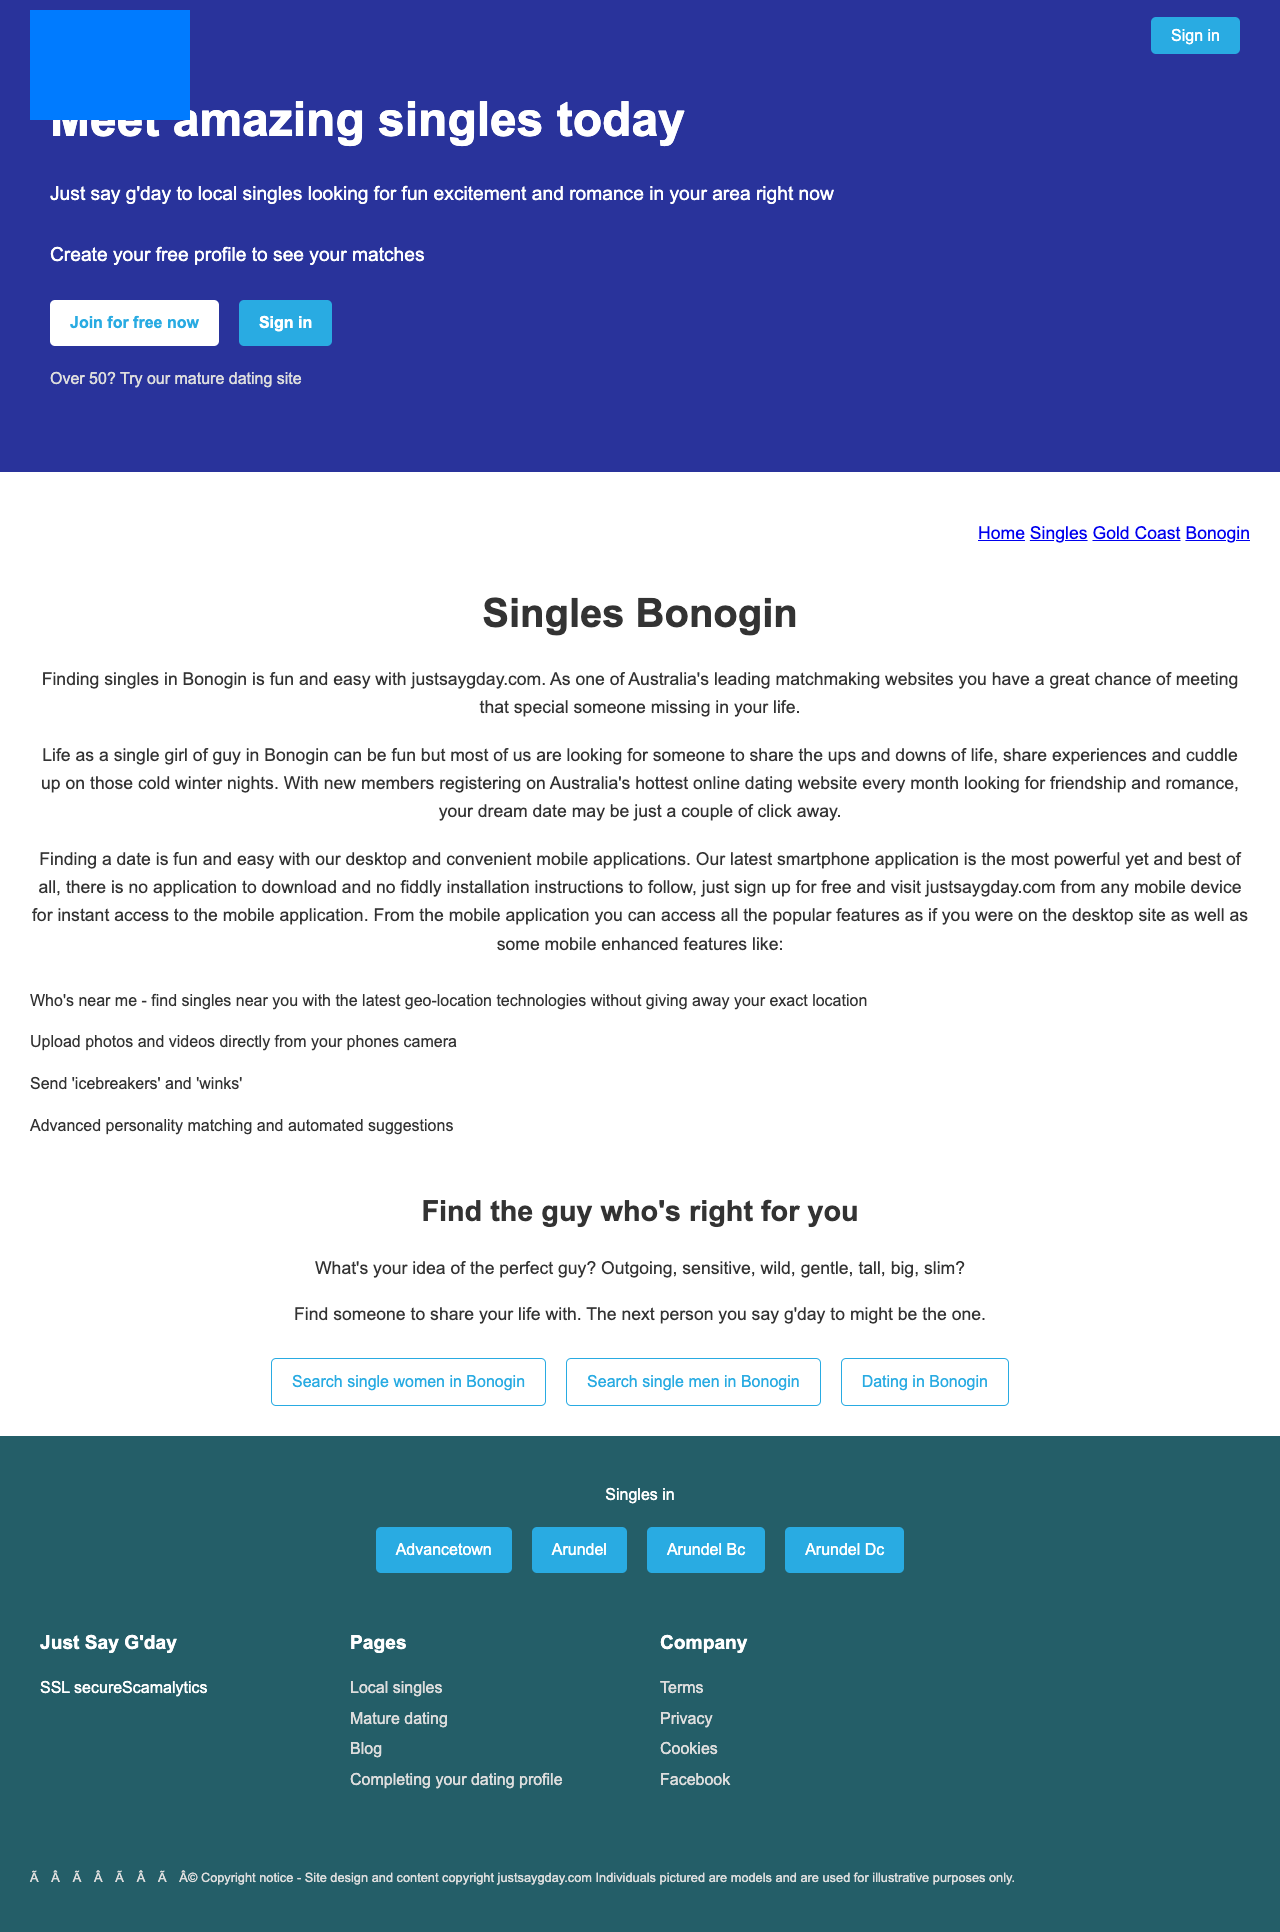 Sign in
Meet amazing singles today
Just say g'day to local singles looking for fun excitement and romance in your area right now
Create your free profile to see your matches
Join for free now
Sign in
Over 50? Try our mature dating site
Home Singles Gold Coast Bonogin
Singles Bonogin
Finding singles in Bonogin is fun and easy with justsaygday.com. As one of Australia's leading matchmaking websites you have a great chance of meeting
that special someone missing in your life.
Life as a single girl of guy in Bonogin can be fun but most of us are looking for someone to share the ups and downs of life, share experiences and cuddle
up on those cold winter nights. With new members registering on Australia's hottest online dating website every month looking for friendship and romance,
your dream date may be just a couple of click away.
Finding a date is fun and easy with our desktop and convenient mobile applications. Our latest smartphone application is the most powerful yet and best of
all, there is no application to download and no fiddly installation instructions to follow, just sign up for free and visit justsaygday.com from any mobile device
for instant access to the mobile application. From the mobile application you can access all the popular features as if you were on the desktop site as well as
some mobile enhanced features like:
Who's near me - find singles near you with the latest geo-location technologies without giving away your exact location
Upload photos and videos directly from your phones camera
Send 'icebreakers' and 'winks'
Advanced personality matching and automated suggestions
Find the guy who's right for you
What's your idea of the perfect guy? Outgoing, sensitive, wild, gentle, tall, big, slim?
Find someone to share your life with. The next person you say g'day to might be the one.
Search single women in Bonogin
Search single men in Bonogin
Dating in Bonogin
Singles in
Advancetown
Arundel
Arundel Bc
Arundel Dc
Just Say G'day
SSL secureScamalytics
Pages
Local singles
Mature dating
Blog
Completing your dating profile
Company
Terms
Privacy
Cookies
Facebook
Ã Â Ã Â Ã Â Ã Â© Copyright notice - Site design and content copyright justsaygday.com Individuals pictured are models and are used for illustrative purposes only.